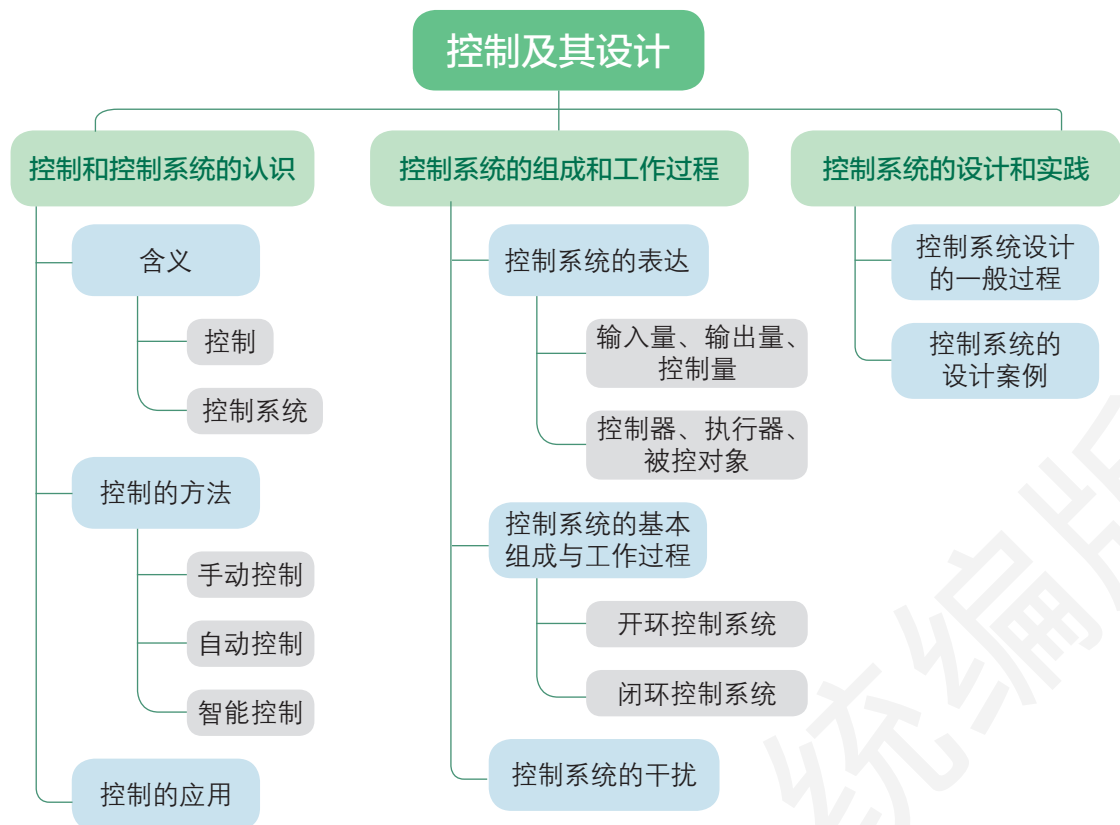 控制及其设计
控制和控制系统的认识
含义
控制
控制系统
控制的方法
手动控制
自动控制
智能控制
控制的应用
控制系统的组成和工作过程
控制系统的表达
输入量、输出量、
控制量
控制器、执行器、
被控对象
控制系统的基本
组成与工作过程
开环控制系统
闭环控制系统
控制系统的干扰
控制系统的设计和实践
控制系统设计
的一般过程
控制系统的
设计案例
统编版